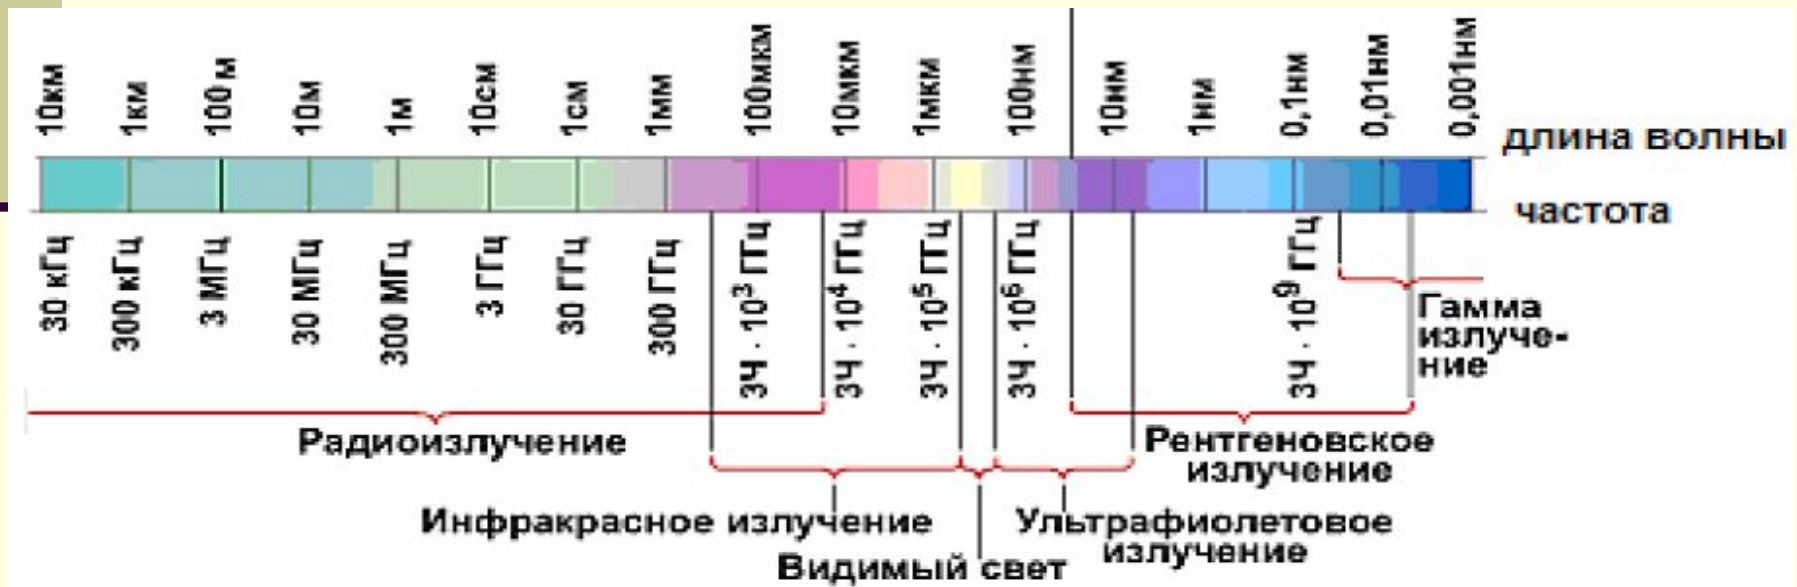 10км 1км 100м 10м 1м 10см 1см 1мм 100мкм 10мкм 1мкм 100нм 10нм 1нм 0,1нм 0,01нм 0,001нм
длина волны
частота
30 кГц 300 кГц 3 МГц 30 МГц 300 МГц 3 ГГц 30 ГГц 300 ГГц 3Ч · 10³ ГГц 3Ч · 10⁴ ГГц 3Ч · 10⁵ ГГц 3Ч · 10⁶ ГГц 3Ч · 10⁹ ГГц
Гамма
излуче-
ние
Радиоизлучение
Рентгеновское
излучение
Инфракрасное излучение
Ультрафиолетовое
излучение
Видимый свет